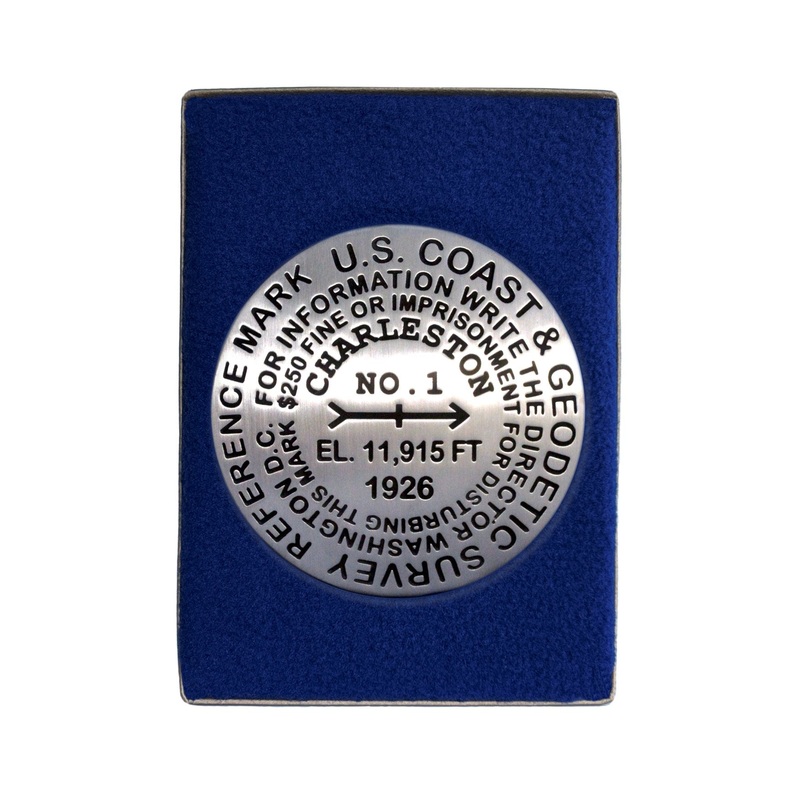 U.S. COAST & GEODETIC SURVEY REFERENCE MARK
FOR INFORMATION WRITE THE DIRECTOR WASHINGTON D.C.
$250 FINE OR IMPRISONMENT FOR DISTURBING THIS MARK
CHARLESTON
NO. 1
EL. 11,915 FT
1926